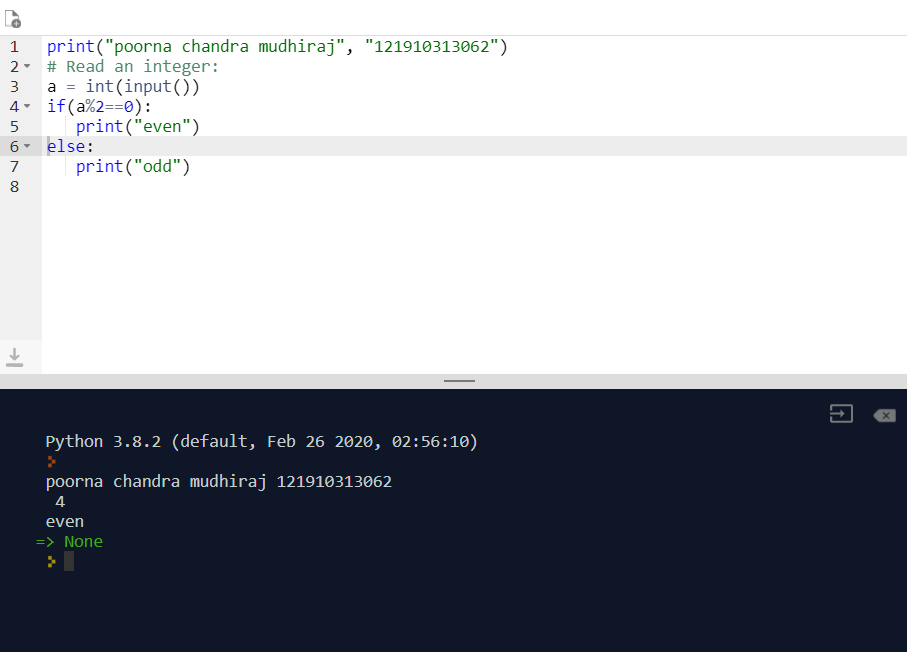 1 print("poorna chandra mudhiraj", "121910313062")
2 # Read an integer:
3 a = int(input())
4 if(a%2==0):
5    print("even")
6 else:
7    print("odd")
8
Python 3.8.2 (default, Feb 26 2020, 02:56:10)
poorna chandra mudhiraj 121910313062
 4
even
=> None